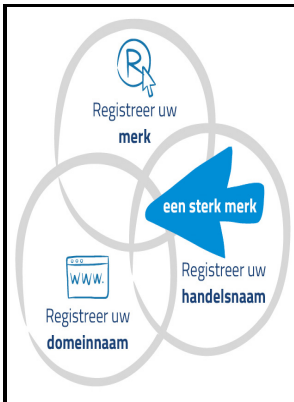 R
Registreer uw
merk
een sterk merk
Registreer uw
handelsnaam
www.
Registreer uw
domeinnaam